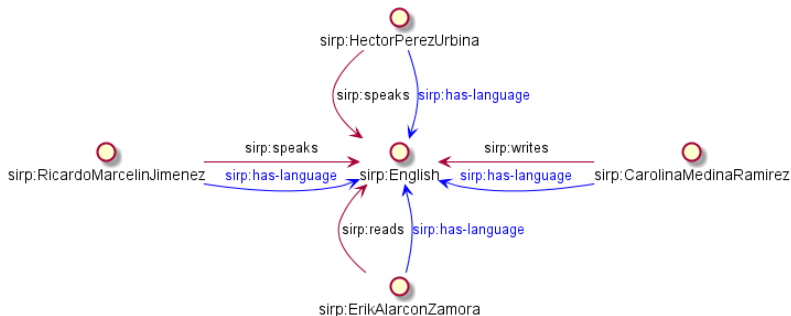 sirp:HectorPerezUrbina
sirp:speaks
sirp:has-language
sirp:speaks
sirp:writes
sirp:RicardoMarcelinJimenez
sirp:has-language
sirp:English
sirp:has-language
sirp:CarolinaMedinaRamirez
sirp:reads
sirp:has-language
sirp:ErikAlarconZamora